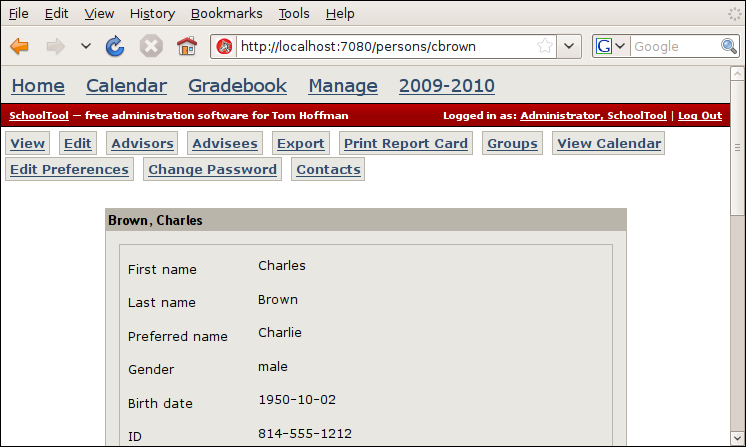 File Edit View History Bookmarks Tools Help
http://localhost:7080/persons/cbrown G Google
Home Calendar Gradebook Manage 2009-2010
SchoolTool — free administration software for Tom Hoffman Logged in as: Administrator, SchoolTool | Log Out
View Edit Advisors Advisees Export Print Report Card Groups View Calendar
Edit Preferences Change Password Contacts
Brown, Charles
First name Charles
Last name Brown
Preferred name Charlie
Gender male
Birth date 1950-10-02
ID 814-555-1212